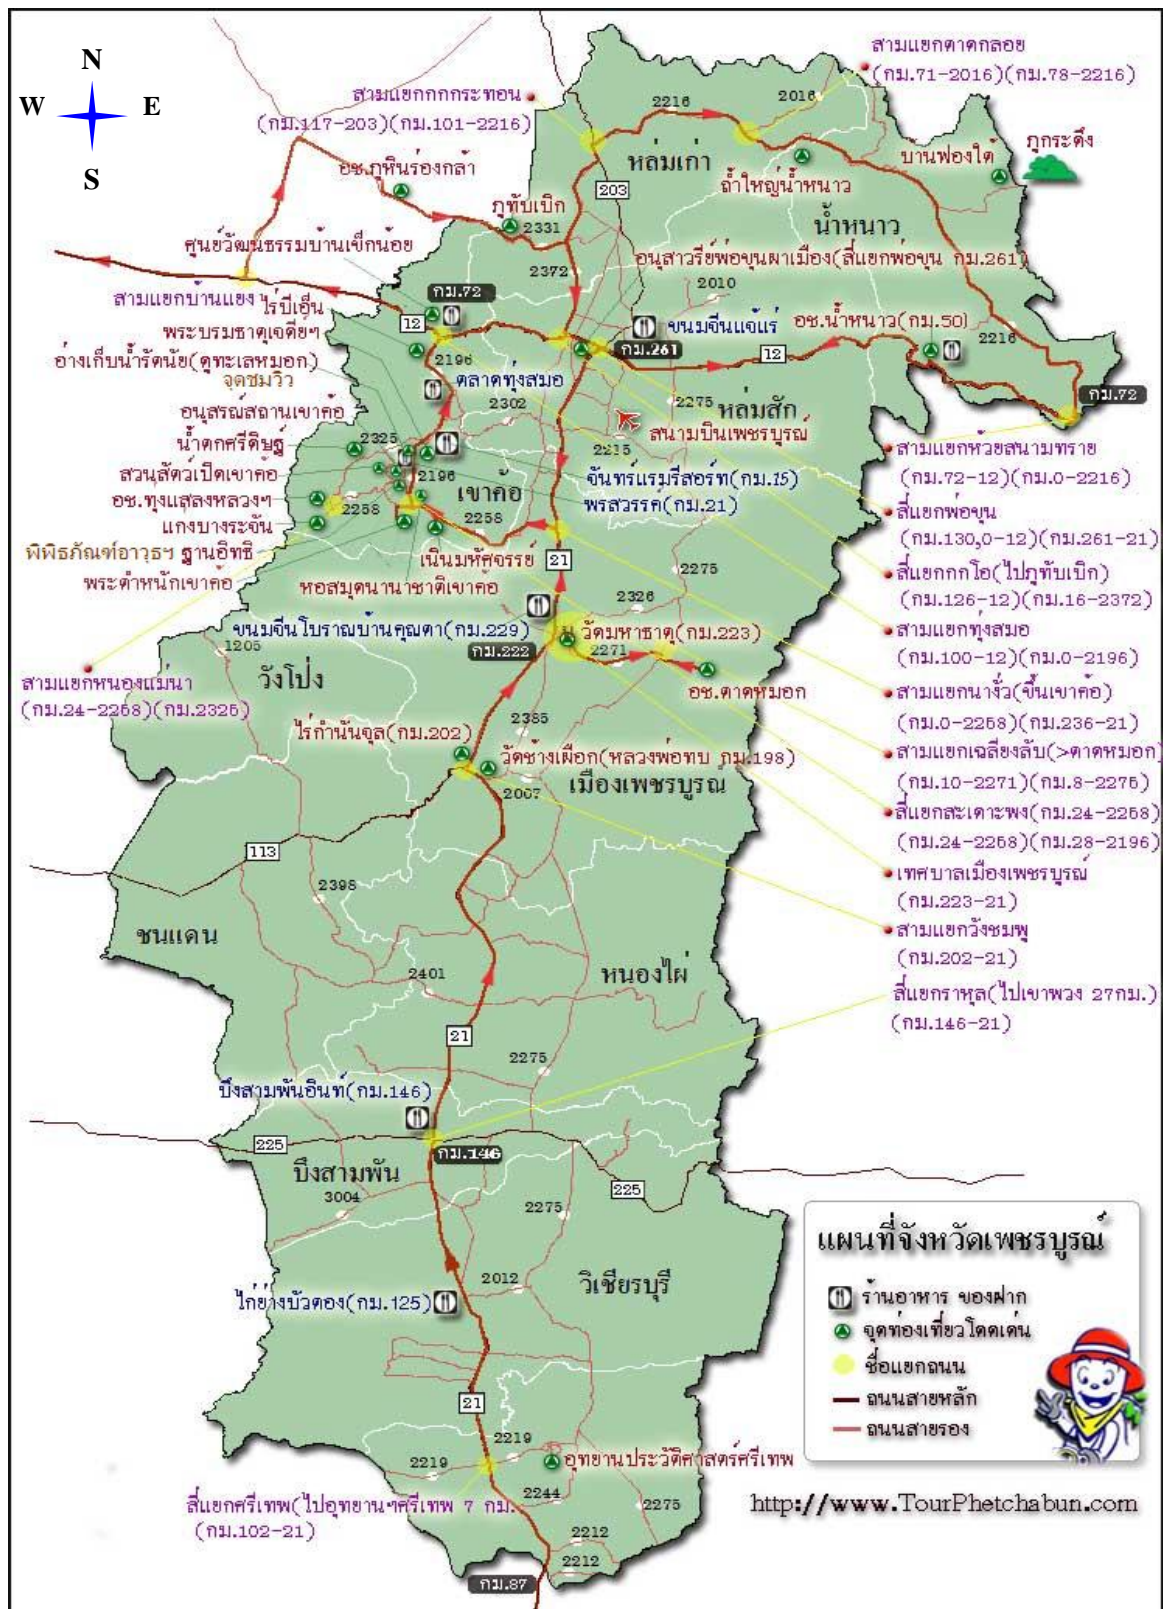 N
W E
S
สามแยกตาดกลอย
(กม.71-2016)(กม.78-2216)
สามแยกกกกระทอน
(กม.117-203)(กม.101-2216)
2216
2016
หล่มเก่า
203
บ้านฟองใต้
ภูกระดึง
ถ้ำใหญ่น้ำหนาว
น้ำหนาว
อช.ภูหินร่องกล้า
ภูทับเบิก
2331
ศูนย์วัฒนธรรมบ้านเข็กน้อย
อนุสาวรีย์พ่อขุนผาเมือง(สี่แยกพ่อขุน กม.261)
2372
2010
สามแยกบ้านแยง
ไร่บีเอ็น
กม.72
12
พระบรมธาตุเจดีย์ฯ
ขนมจีนแจ้แร่
อช.น้ำหนาว(กม.50)
2216
อ่างเก็บน้ำรัตนัย(ดูทะเลหมอก)
2196
กม.261
12
จุดชมวิว
ตลาดทุ่งสมอ
หล่มสัก
กม.72
2275
อนุสรณ์สถานเขาค้อ
2302
สนามบินเพชรบูรณ์
2215
น้ำตกศรีดิษฐ์
2325
สามแยกห้วยสนามทราย
(กม.72-12)(กม.0-2216)
สวนสัตว์เปิดเขาค้อ
2196
เขาค้อ
จันทร์แรมรีสอร์ท(กม.15)
พรสวรรค์(กม.21)
อช.ทุ่งแสลงหลวงฯ
2258
2258
สี่แยกพ่อขุน
(กม.130,0-12)(กม.261-21)
แก่งบางระจัน
พิพิธภัณฑ์อาวุธฯ ฐานอิทธิ
เนินมหัศจรรย์
21
2275
พระตำหนักเขาค้อ
หอสมุดนานาชาติเขาค้อ
สี่แยกกกโอ(ไปภูทับเบิก)
(กม.126-12)(กม.16-2372)
2326
ขนมจีนโบราณบ้านคุณตา(กม.229)
วัดมหาธาตุ(กม.223)
สามแยกทุ่งสมอ
(กม.100-12)(กม.0-2196)
1205
กม.222
2271
วังโป่ง
อช.ตาดหมอก
สามแยกหนองแม่นา
(กม.24-2258)(กม.2325)
สามแยกนางั่ว(ขึ้นเขาค้อ)
(กม.0-2258)(กม.236-21)
2385
ไร่กำนันจุล(กม.202)
วัดช้างเผือก(หลวงพ่อทบ กม.198)
สามแยกเฉลียงลับ(>ตาดหมอก)
(กม.10-2271)(กม.8-2275)
2067
เมืองเพชรบูรณ์
สี่แยกสะเดาะพง(กม.24-2258)
(กม.24-2258)(กม.28-2196)
113
เทศบาลเมืองเพชรบูรณ์
(กม.223-21)
2398
ชนแดน
สามแยกวังชมพู
(กม.202-21)
หนองไผ่
2401
สี่แยกราหุล(ไปเขาพวง 27กม.)
(กม.146-21)
21
2275
บึงสามพันอินท์(กม.146)
225
กม.146
บึงสามพัน
225
3004
2275
แผนที่จังหวัดเพชรบูรณ์
วิเชียรบุรี
2012
ไก่ย่างบัวตอง(กม.125)
ร้านอาหาร ของฝาก
จุดท่องเที่ยวโดดเด่น
ชื่อแยกถนน
ถนนสายหลัก
ถนนสายรอง
21
2219
2219
อุทยานประวัติศาสตร์ศรีเทพ
สี่แยกศรีเทพ(ไปอุทยานฯศรีเทพ 7 กม.
(กม.102-21)
2244
2275
http://www.TourPhetchabun.com
2212
2212
กม.87